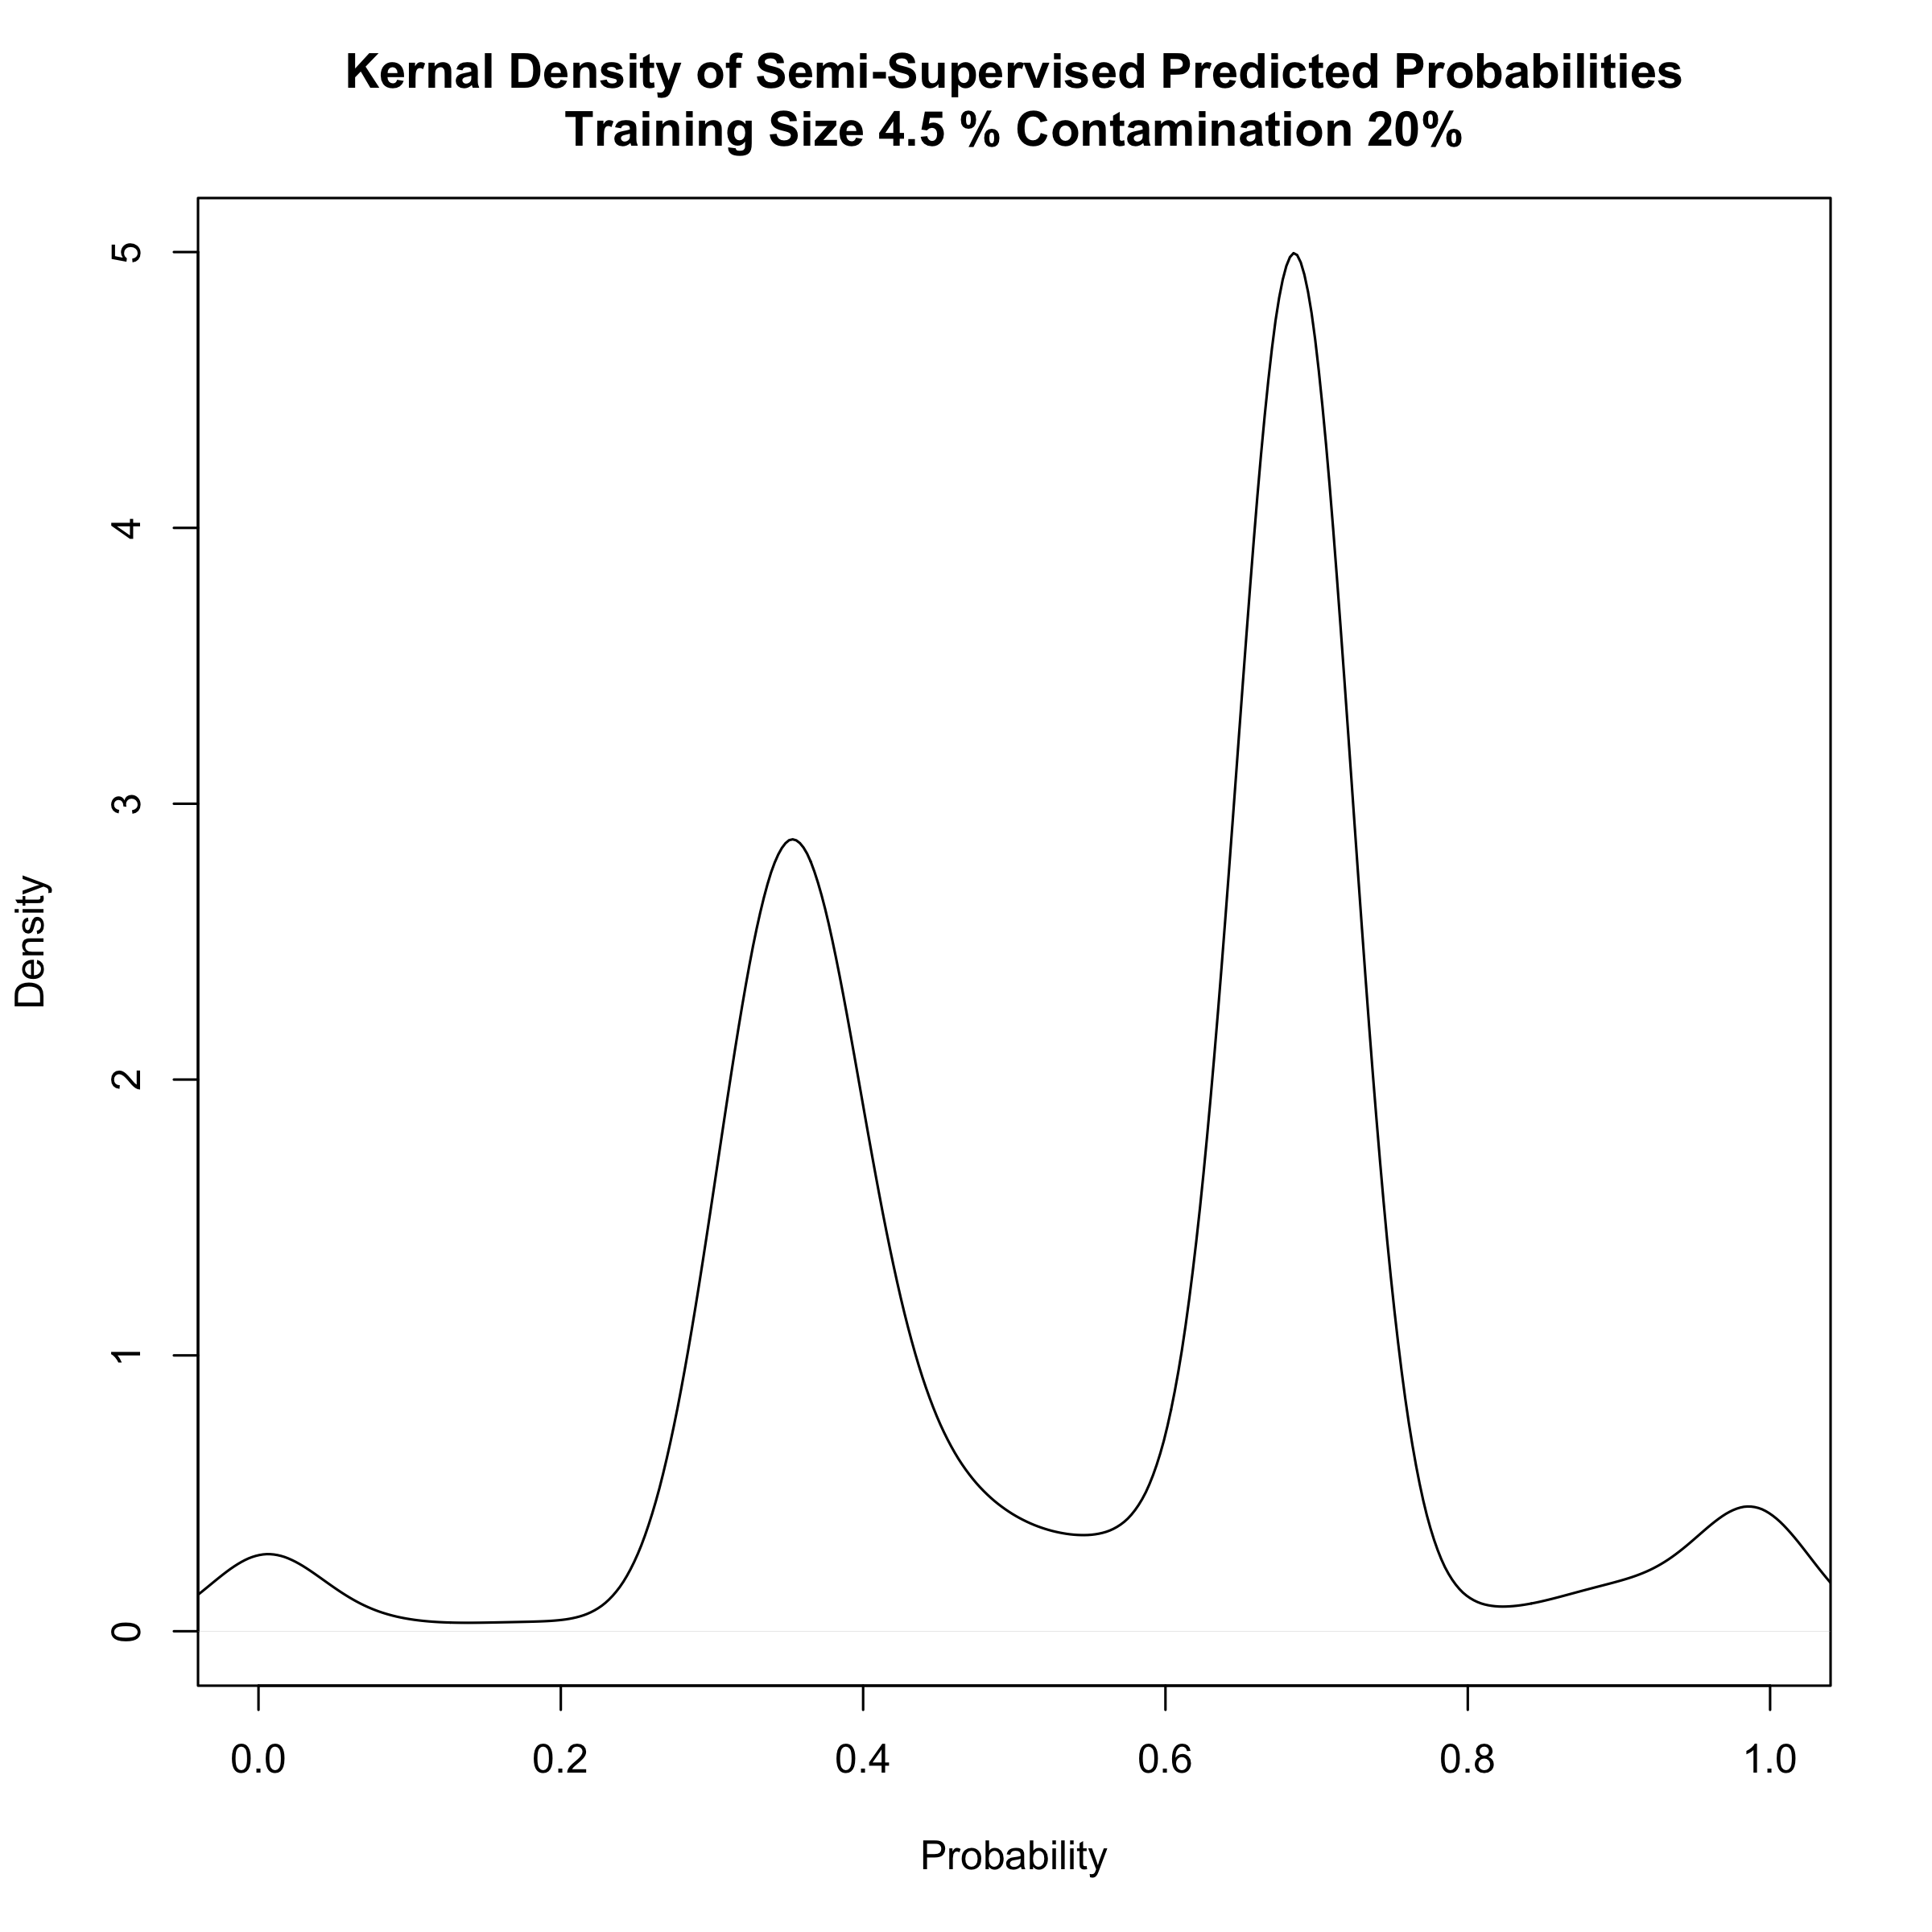 Kernal Density of Semi-Supervised Predicted Probabilities
Training Size 4.5 % Contamination 20%
5
4
3
2
1
0
Density
0.0 0.2 0.4 0.6 0.8 1.0
Probability